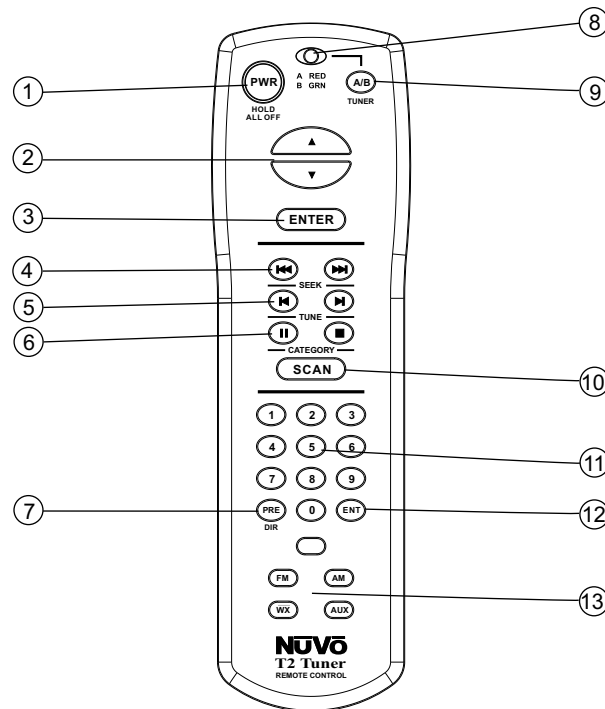 8
PWR
A RED
B GRN
A/B
1
9
HOLD
ALL OFF
TUNER
2
3
ENTER
4
SEEK
5
TUNE
6
CATEGORY
SCAN
10
1 2 3
4 5 6
11
7 8 9
7
PRE 0 ENT
12
DIR
FM AM
13
WX AUX
NŪVŌ
T2 Tuner
REMOTE CONTROL